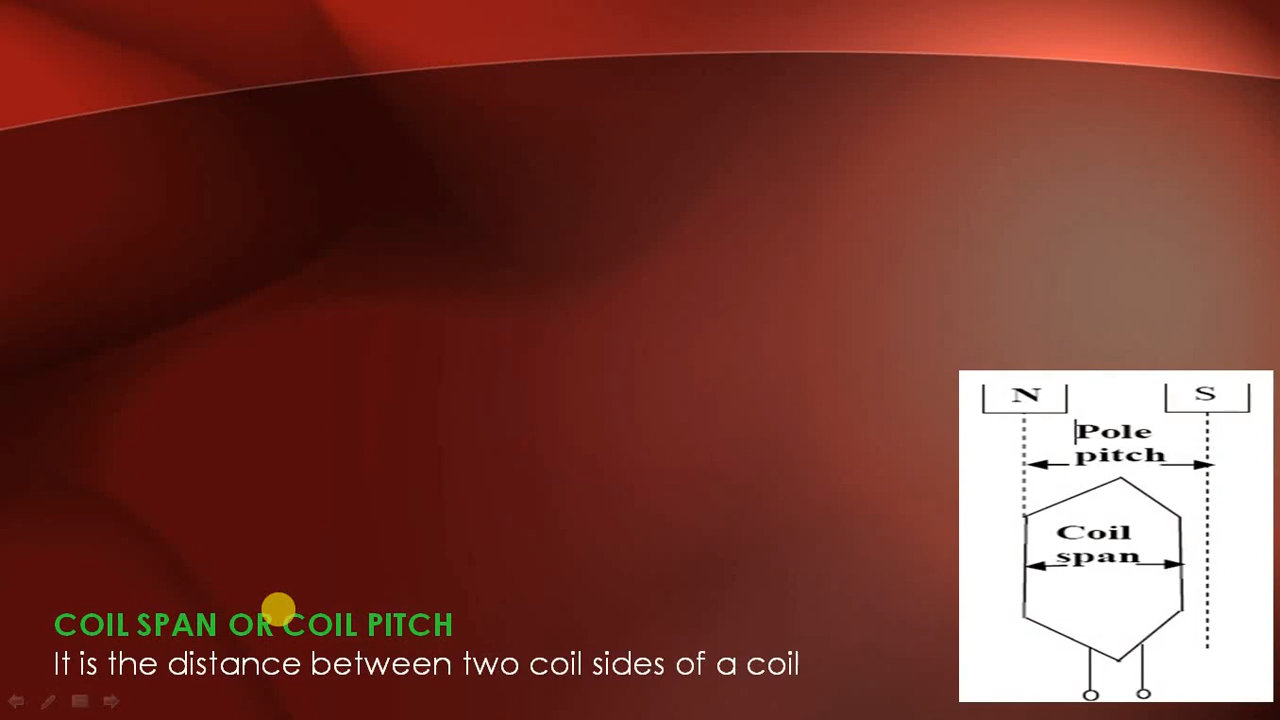 N
S
Pole
pitch
Coil
span
COIL SPAN OR COIL PITCH
It is the distance between two coil sides of a coil